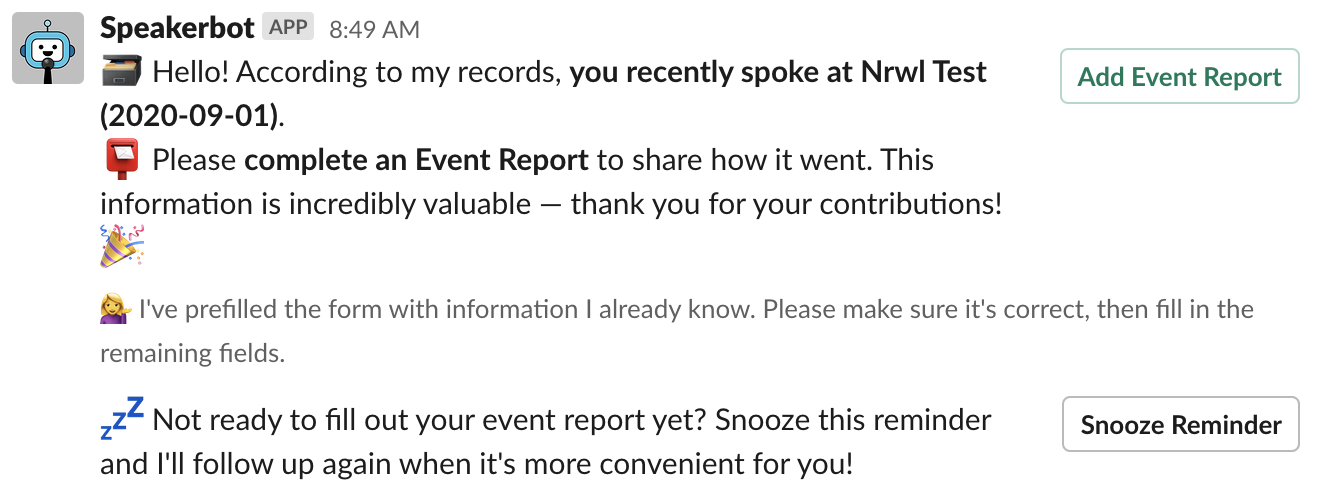 Speakerbot APP 8:49 AM
🗃️ Hello! According to my records, you recently spoke at Nrwl Test
(2020-09-01).
Add Event Report
📮 Please complete an Event Report to share how it went. This
information is incredibly valuable — thank you for your contributions!
🎉
💁‍♀️ I've prefilled the form with information I already know. Please make sure it's correct, then fill in the
remaining fields.
💤 Not ready to fill out your event report yet? Snooze this reminder
and I'll follow up again when it's more convenient for you!
Snooze Reminder